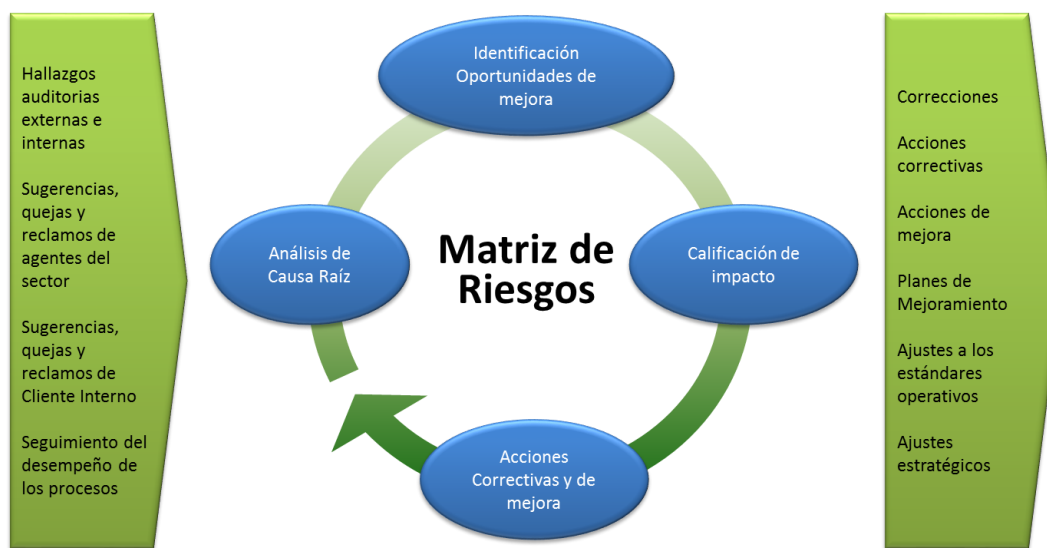 Hallazgos
auditorias
externas e
internas
Sugerencias,
quejas y
reclamos de
agentes del
sector
Sugerencias,
quejas y
reclamos de
Cliente Interno
Seguimiento del
desempeño de
los procesos
Identificación
Oportunidades de
mejora
Análisis de
Causa Raíz
Matriz de
Riesgos
Calificación de
impacto
Acciones
Correctivas y de
mejora
Correcciones
Acciones
correctivas
Acciones de
mejora
Planes de
Mejoramiento
Ajustes a los
estándares
operativos
Ajustes
estratégicos